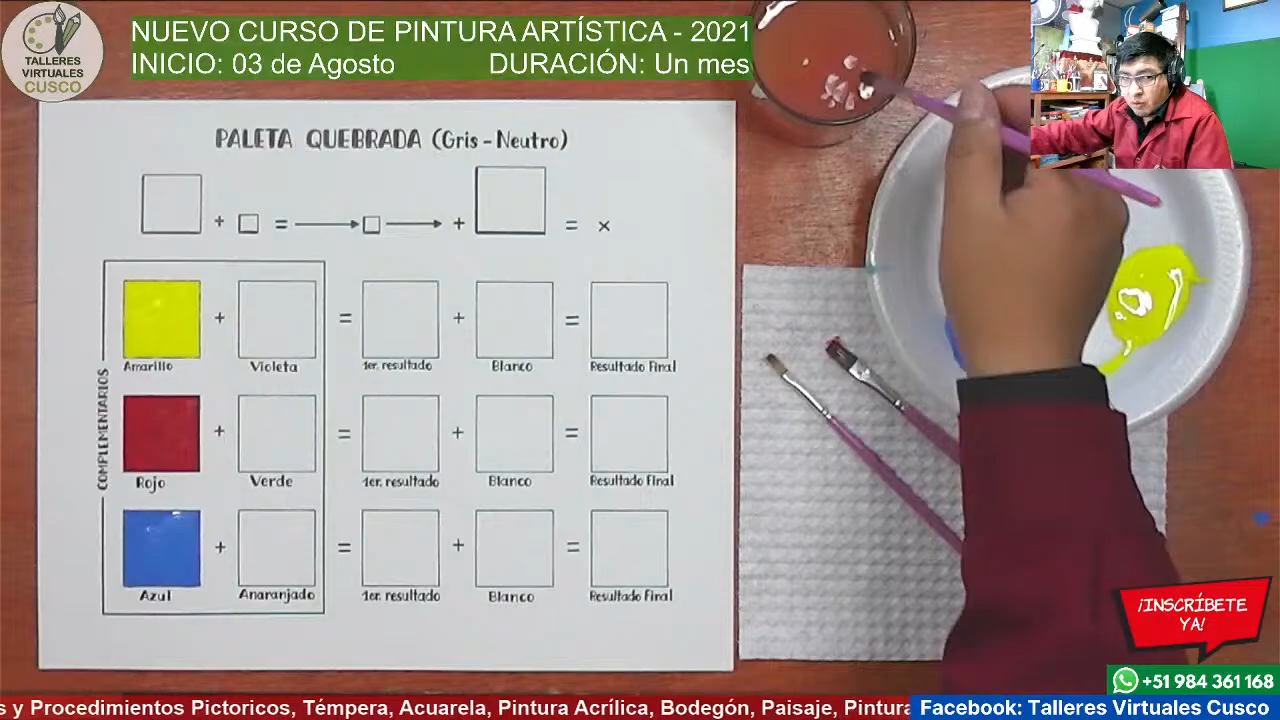 TALLERES
VIRTUALES
CUSCO
NUEVO CURSO DE PINTURA ARTÍSTICA - 2021
INICIO: 03 de Agosto DURACIÓN: Un mes
PALETA QUEBRADA (Gris - Neutro)
+ = + = ×
COMPLEMENTARIOS
+ = + =
Amarillo Violeta 1er. resultado Blanco Resultado Final
+ = + =
Rojo Verde 1er. resultado Blanco Resultado Final
+ = + =
Azul Anaranjado 1er. resultado Blanco Resultado Final
¡INSCRÍBETE
YA!
+51 984 361 168
s y Procedimientos Pictoricos, Témpera, Acuarela, Pintura Acrílica, Bodegón, Paisaje, Pintura
Facebook: Talleres Virtuales Cusco